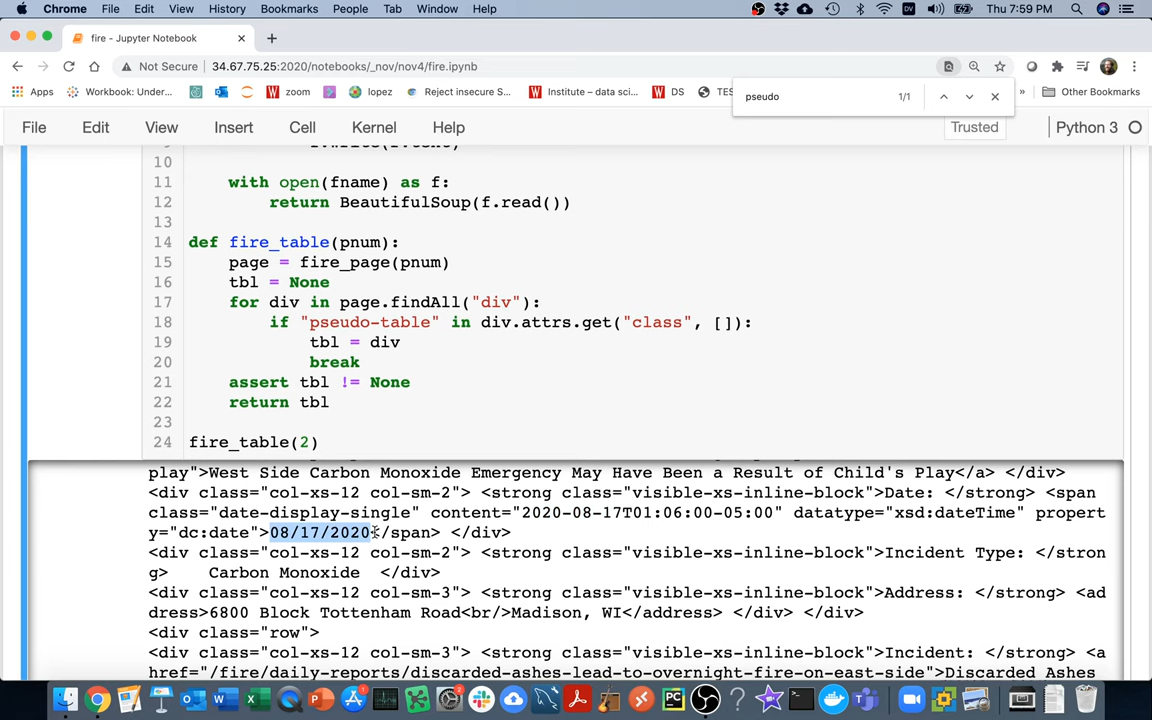 Chrome File Edit View History Bookmarks People Tab Window Help Thu 7:59 PM
fire - Jupyter Notebook
Not Secure 34.67.75.25:2020/notebooks/_nov/nov4/fire.ipynb
Apps Workbook: Under... zoom lopez Reject insecure S... Institute – data sci... DS TES » Other Bookmarks
pseudo 1/1
File Edit View Insert Cell Kernel Help Trusted Python 3
10
11 with open(fname) as f:
12 return BeautifulSoup(f.read())
13
14 def fire_table(pnum):
15 page = fire_page(pnum)
16 tbl = None
17 for div in page.findAll("div"):
18 if "pseudo-table" in div.attrs.get("class", []):
19 tbl = div
20 break
21 assert tbl != None
22 return tbl
23
24 fire_table(2)
play">West Side Carbon Monoxide Emergency May Have Been a Result of Child's Play</a> </div>
<div class="col-xs-12 col-sm-2"> <strong class="visible-xs-inline-block">Date: </strong> <span
class="date-display-single" content="2020-08-17T01:06:00-05:00" datatype="xsd:dateTime" propert
y="dc:date">08/17/2020</span> </div>
<div class="col-xs-12 col-sm-2"> <strong class="visible-xs-inline-block">Incident Type: </stron
g> Carbon Monoxide </div>
<div class="col-xs-12 col-sm-3"> <strong class="visible-xs-inline-block">Address: </strong> <ad
dress>6800 Block Tottenham Road<br/>Madison, WI</address> </div> </div>
<div class="row">
<div class="col-xs-12 col-sm-3"> <strong class="visible-xs-inline-block">Incident: </strong> <a
href="/fire/daily-reports/discarded-ashes-lead-to-overnight-fire-on-east-side">Discarded Ashes